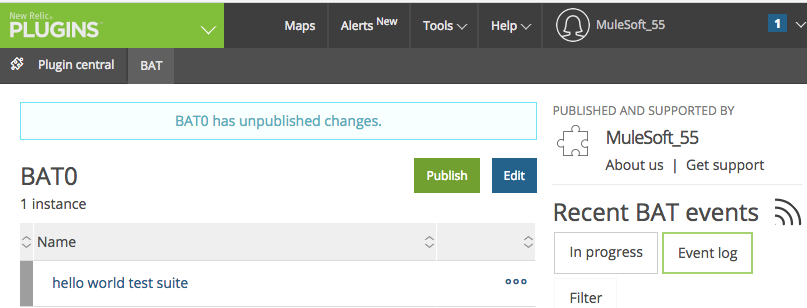 New Relic.
PLUGINS™
Maps
Alerts New
Tools
Help
MuleSoft_55
1
Plugin central
BAT
BAT0 has unpublished changes.
BAT0
1 instance
Publish
Edit
Name
hello world test suite
PUBLISHED AND SUPPORTED BY
MuleSoft_55
About us | Get support
Recent BAT events
In progress
Event log
Filter